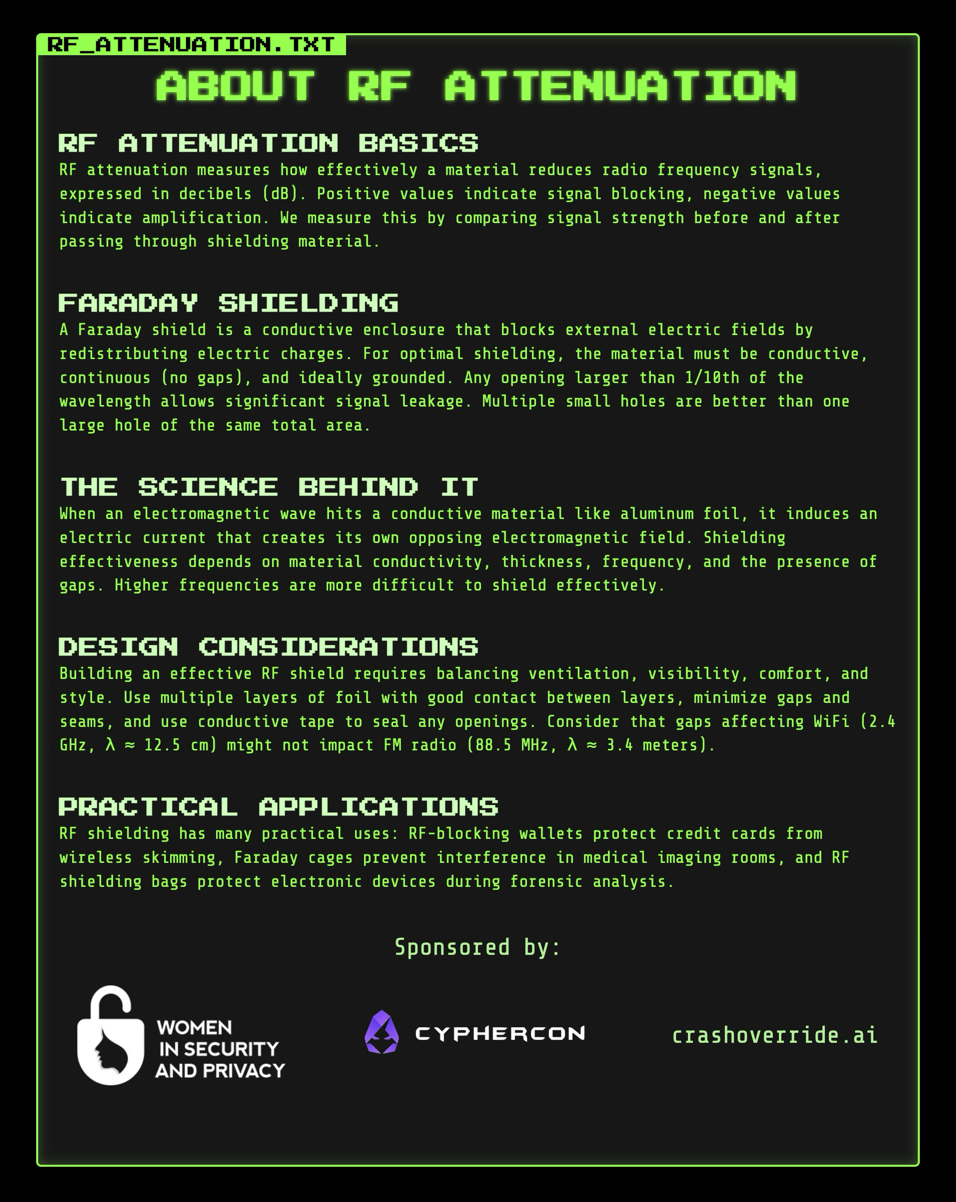 RF_ATTENUATION.TXT
ABOUT RF ATTENUATION
RF ATTENUATION BASICS
RF attenuation measures how effectively a material reduces radio frequency signals,
expressed in decibels (dB). Positive values indicate signal blocking, negative values
indicate amplification. We measure this by comparing signal strength before and after
passing through shielding material.
FARADAY SHIELDING
A Faraday shield is a conductive enclosure that blocks external electric fields by
redistributing electric charges. For optimal shielding, the material must be conductive,
continuous (no gaps), and ideally grounded. Any opening larger than 1/10th of the
wavelength allows significant signal leakage. Multiple small holes are better than one
large hole of the same total area.
THE SCIENCE BEHIND IT
When an electromagnetic wave hits a conductive material like aluminum foil, it induces an
electric current that creates its own opposing electromagnetic field. Shielding
effectiveness depends on material conductivity, thickness, frequency, and the presence of
gaps. Higher frequencies are more difficult to shield effectively.
DESIGN CONSIDERATIONS
Building an effective RF shield requires balancing ventilation, visibility, comfort, and
style. Use multiple layers of foil with good contact between layers, minimize gaps and
seams, and use conductive tape to seal any openings. Consider that gaps affecting WiFi (2.4
GHz, λ ≈ 12.5 cm) might not impact FM radio (88.5 MHz, λ ≈ 3.4 meters).
PRACTICAL APPLICATIONS
RF shielding has many practical uses: RF-blocking wallets protect credit cards from
wireless skimming, Faraday cages prevent interference in medical imaging rooms, and RF
shielding bags protect electronic devices during forensic analysis.
Sponsored by:
WOMEN
IN SECURITY
AND PRIVACY
CYPHERCON
crashoverride.ai